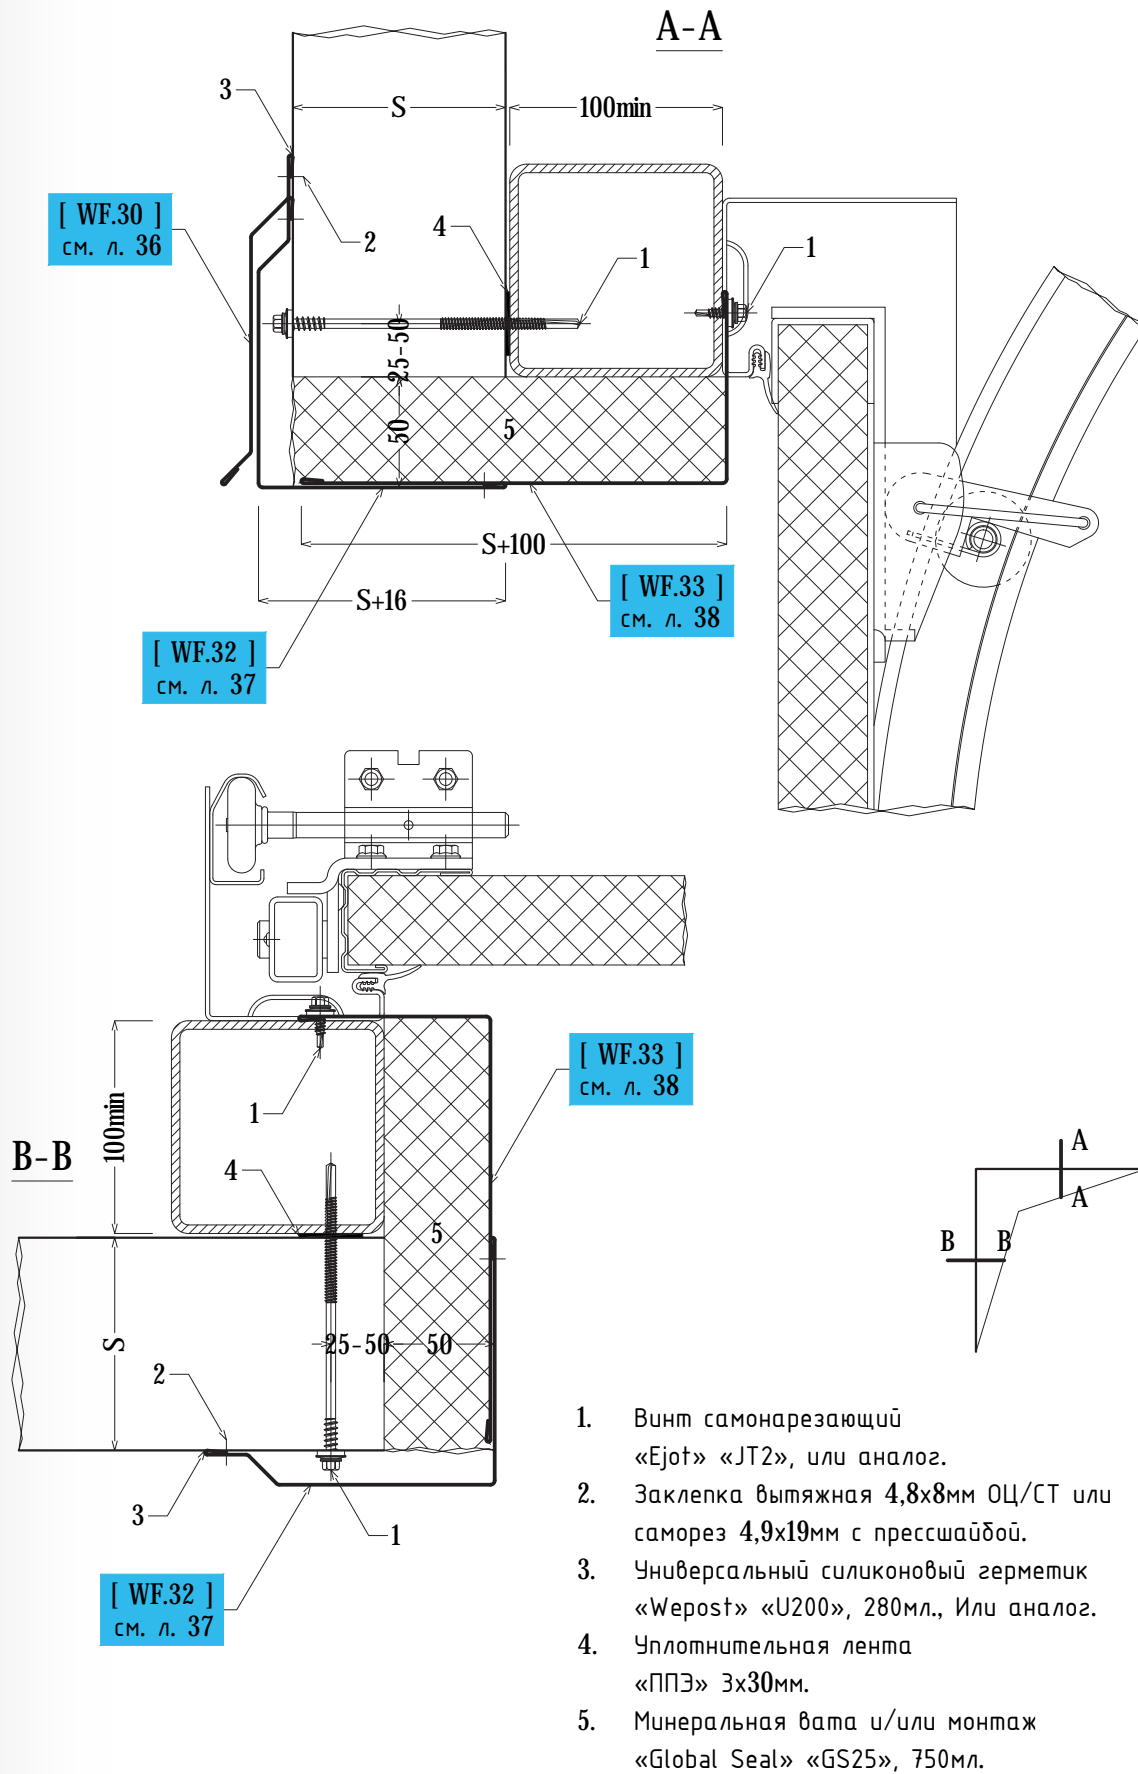 A-A
3
S
100min
[ WF.30 ]
см. л. 36
2
4
1
1
25-50
50
5
S+100
S+16
[ WF.33 ]
см. л. 38
[ WF.32 ]
см. л. 37
[ WF.33 ]
см. л. 38
1
100min
B-B
4
5
S
25-50
50
2
3
1
[ WF.32 ]
см. л. 37
A
A
B
B
1. Винт самонарезающий
«Ejot» «JT2», или аналог.
2. Заклепка вытяжная 4,8x8мм ОЦ/СТ или
саморез 4,9x19мм с прессшайбой.
3. Универсальный силиконовый герметик
«Wepost» «U200», 280мл., Или аналог.
4. Уплотнительная лента
«ППЭ» 3x30мм.
5. Минеральная вата и/или монтаж
«Global Seal» «GS25», 750мл.